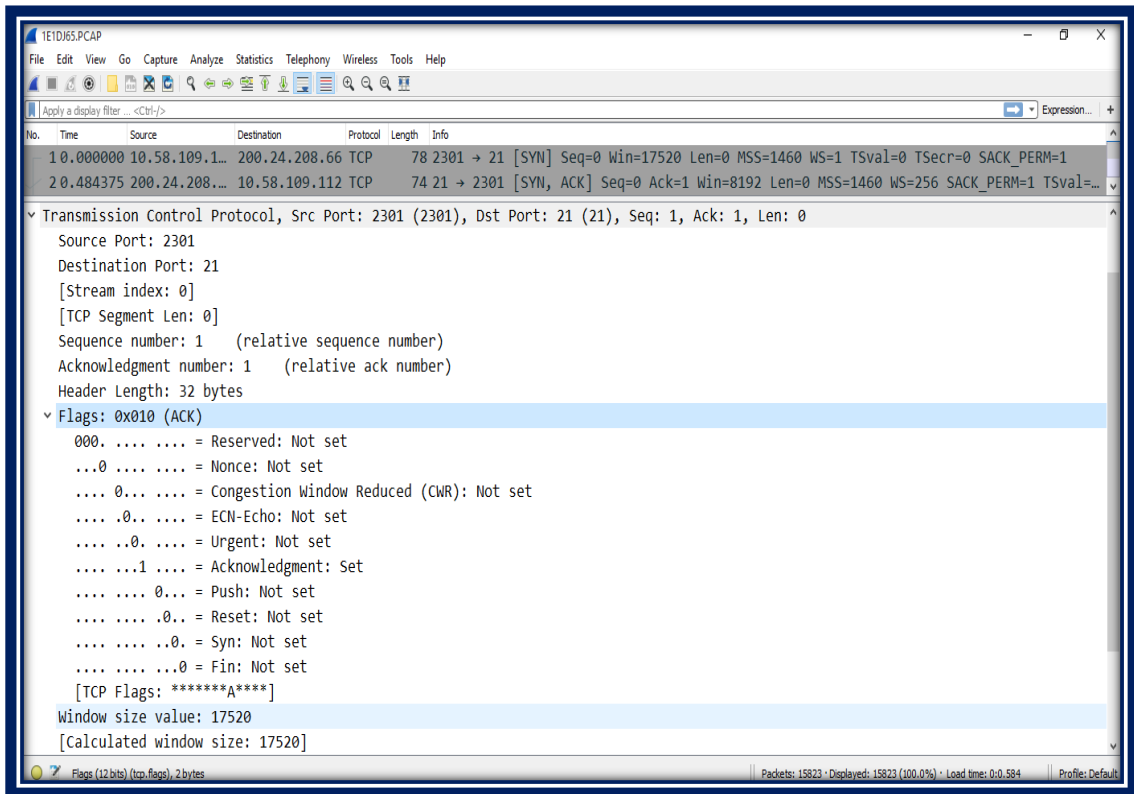 1E1DJ65.PCAP
File Edit View Go Capture Analyze Statistics Telephony Wireless Tools Help
Apply a display filter ... <Ctrl-/> Expression... +
No. Time Source Destination Protocol Length Info
1 0.000000 10.58.109.1... 200.24.208.66 TCP 78 2301 → 21 [SYN] Seq=0 Win=17520 Len=0 MSS=1460 WS=1 TSval=0 TSecr=0 SACK_PERM=1
2 0.484375 200.24.208.... 10.58.109.112 TCP 74 21 → 2301 [SYN, ACK] Seq=0 Ack=1 Win=8192 Len=0 MSS=1460 WS=256 SACK_PERM=1 TSval=...
Transmission Control Protocol, Src Port: 2301 (2301), Dst Port: 21 (21), Seq: 1, Ack: 1, Len: 0
Source Port: 2301
Destination Port: 21
[Stream index: 0]
[TCP Segment Len: 0]
Sequence number: 1 (relative sequence number)
Acknowledgment number: 1 (relative ack number)
Header Length: 32 bytes
Flags: 0x010 (ACK)
000. .... .... = Reserved: Not set
...0 .... .... = Nonce: Not set
.... 0... .... = Congestion Window Reduced (CWR): Not set
.... .0.. .... = ECN-Echo: Not set
.... ..0. .... = Urgent: Not set
.... ...1 .... = Acknowledgment: Set
.... .... 0... = Push: Not set
.... .... .0.. = Reset: Not set
.... .... ..0. = Syn: Not set
.... .... ...0 = Fin: Not set
[TCP Flags: *******A****]
Window size value: 17520
[Calculated window size: 17520]
Flags (12 bits) (tcp.flags), 2 bytes Packets: 15823 · Displayed: 15823 (100.0%) · Load time: 0:0.584 Profile: Default